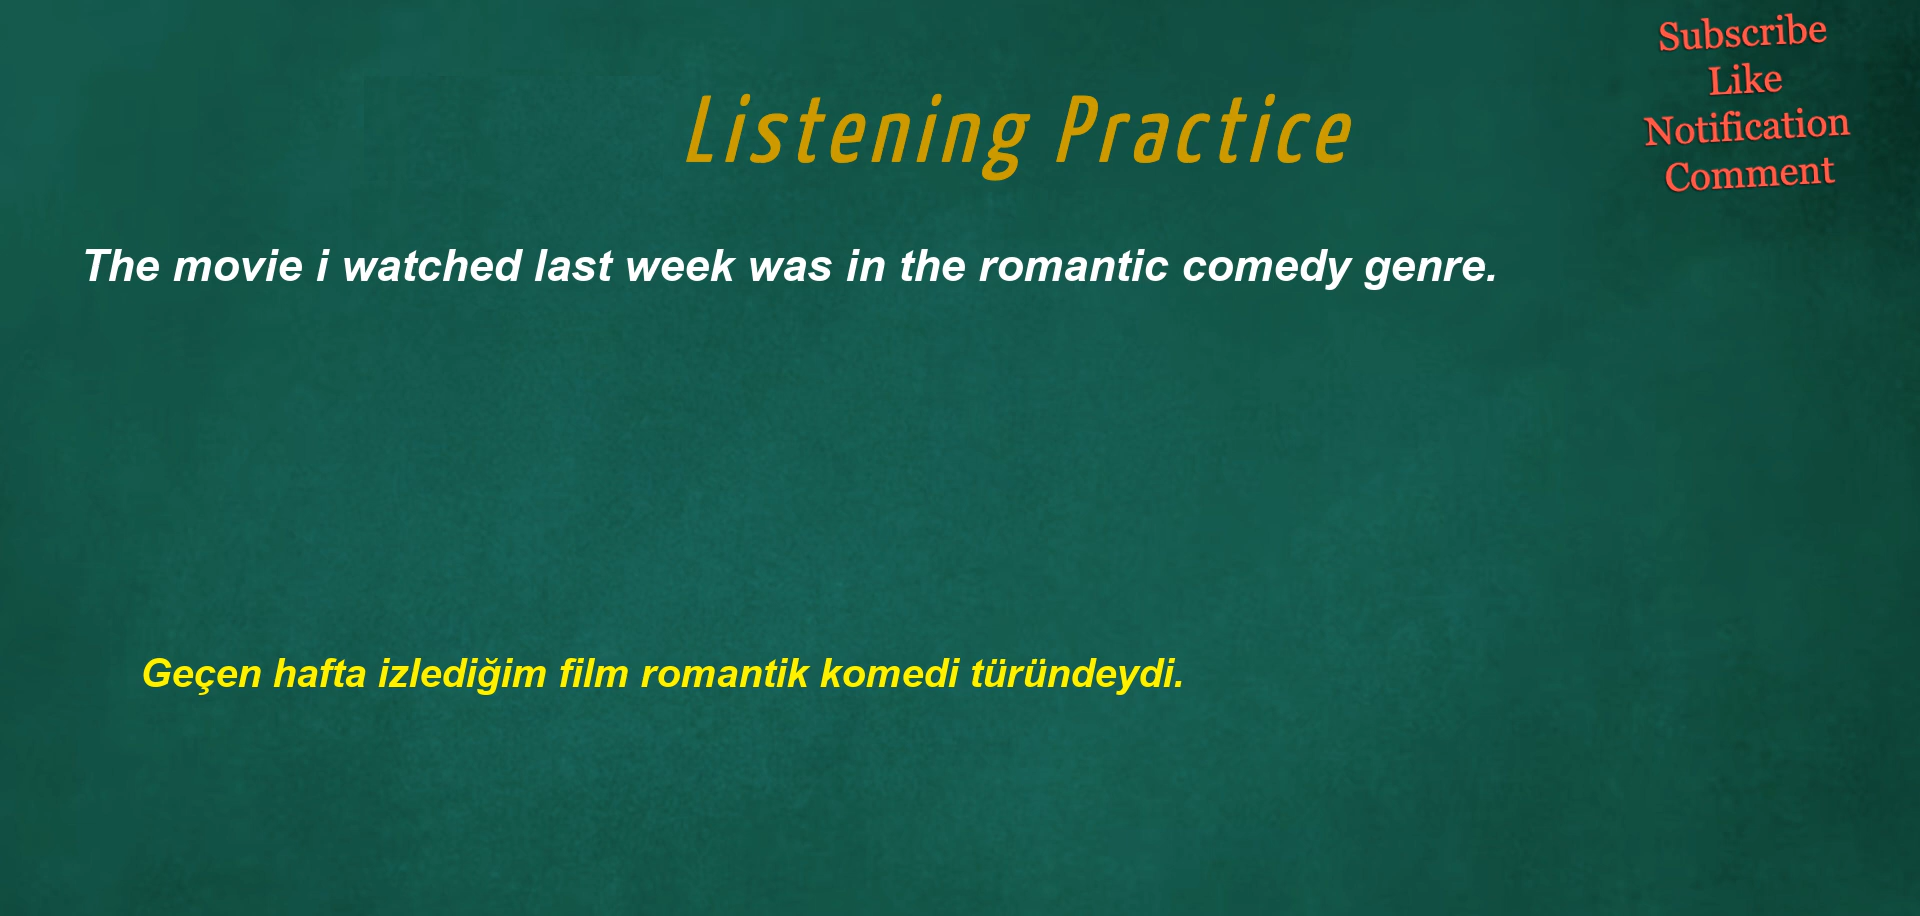 Subscribe
Like
Notification
Comment
Listening Practice
The movie i watched last week was in the romantic comedy genre.
Geçen hafta izlediğim film romantik komedi türündeydi.